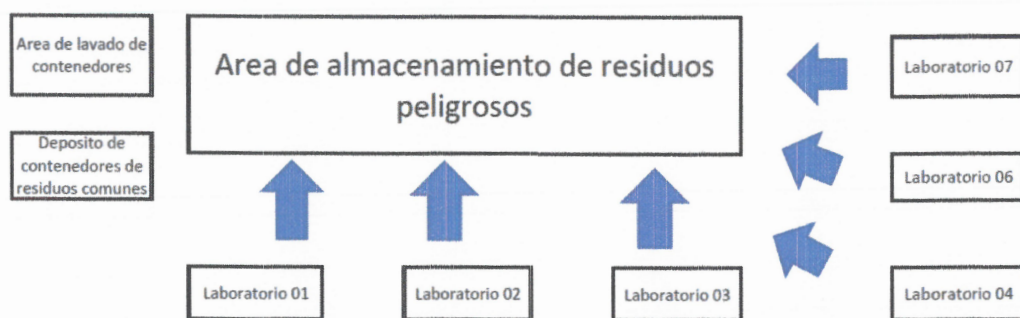 Area de lavado de
contenedores
Area de almacenamiento de residuos
peligrosos
Laboratorio 07
Deposito de
contenedores de
residuos comunes
Laboratorio 06
Laboratorio 01
Laboratorio 02
Laboratorio 03
Laboratorio 04